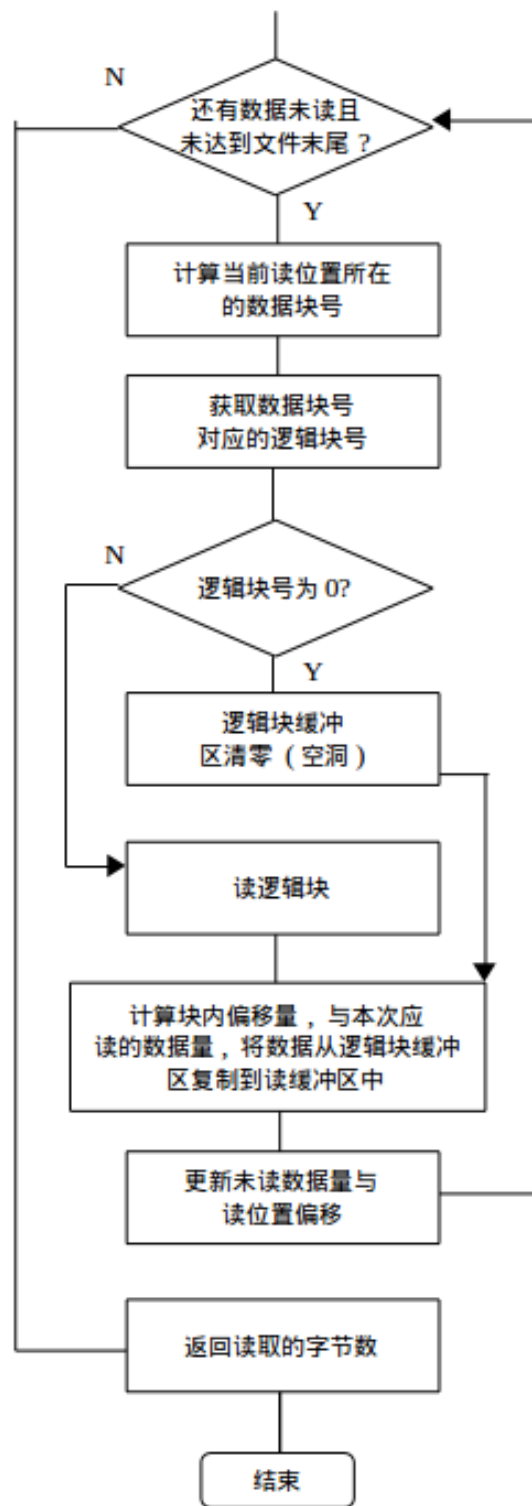 N
还有数据未读且
未达到文件末尾？
Y
计算当前读位置所在
的数据块号
获取数据块号
对应的逻辑块号
N
逻辑块号为 0?
Y
逻辑块缓冲
区清零（空洞）
读逻辑块
计算块内偏移量，与本次应
读的数据量，将数据从逻辑块缓冲
区复制到读缓冲区中
更新未读数据量与
读位置偏移
返回读取的字节数
结束